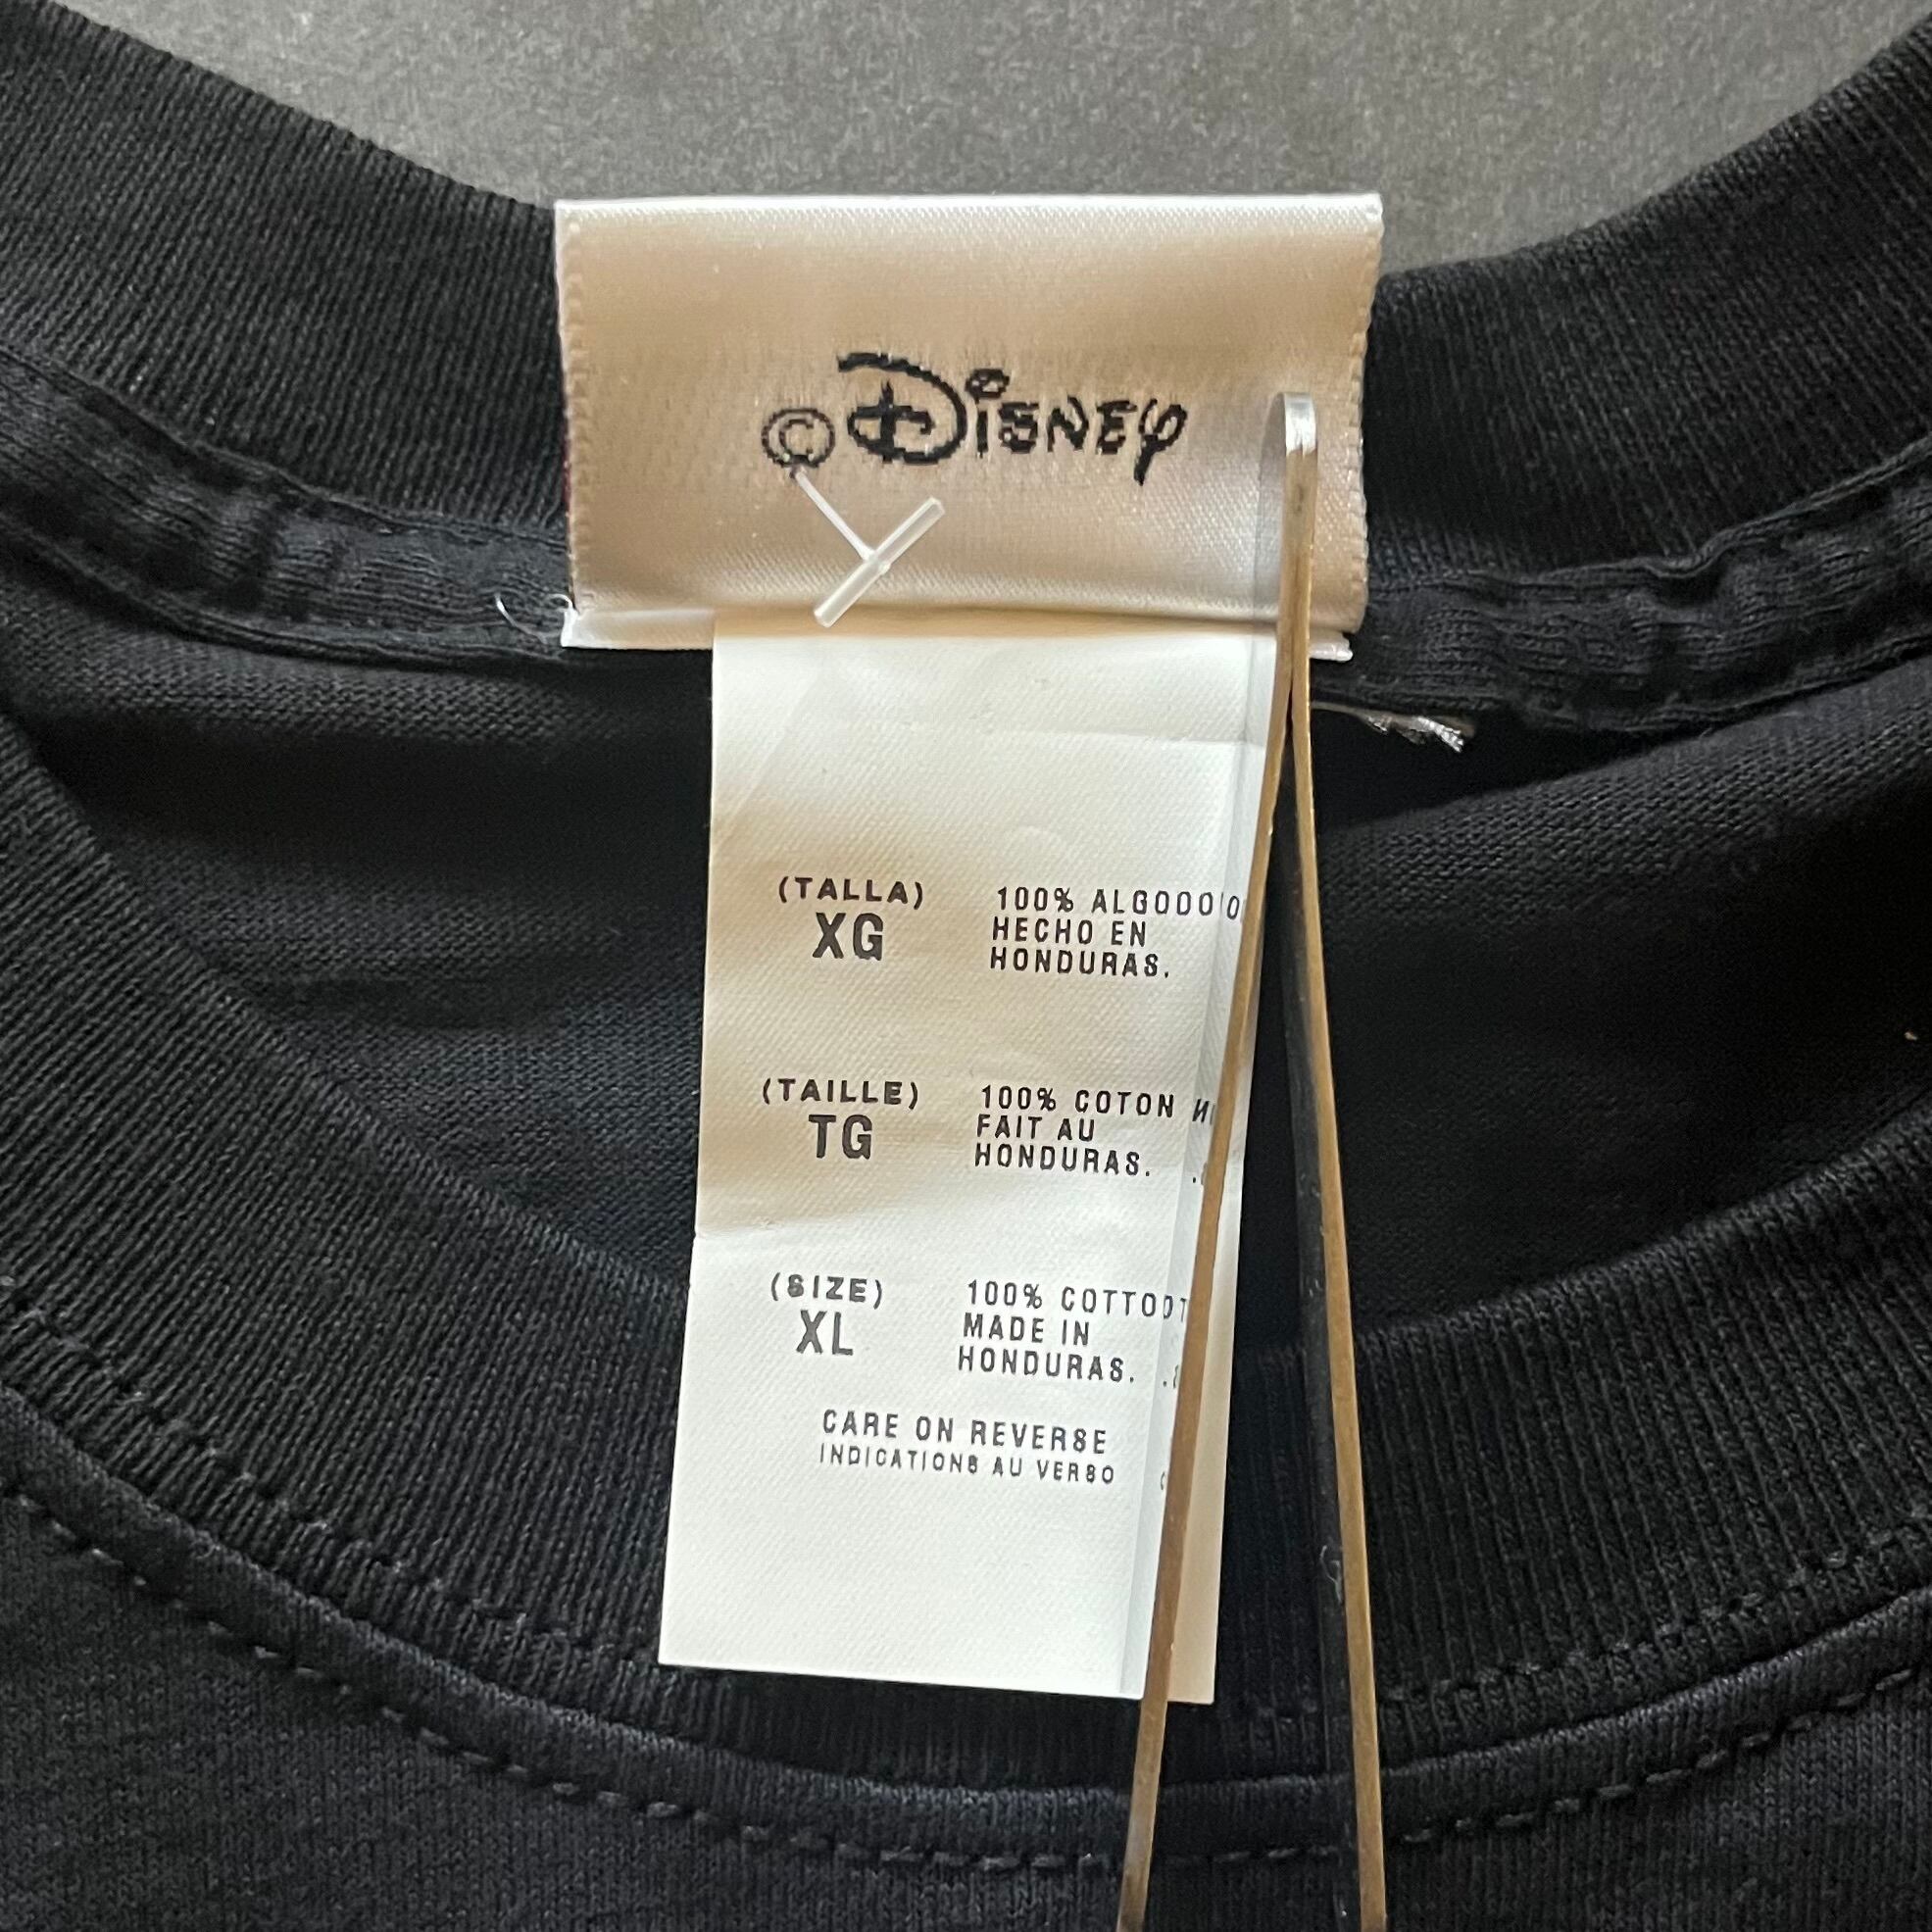 © Disney
(TALLA)
XG
100% ALGODO
HECHO EN
HONDURAS.
(TAILLE)
TG
100% COTON
FAIT AU
HONDURAS.
(SIZE)
XL
100% COTTO
MADE IN
HONDURAS.
CARE ON REVERSE
INDICATIONS AU VERSO